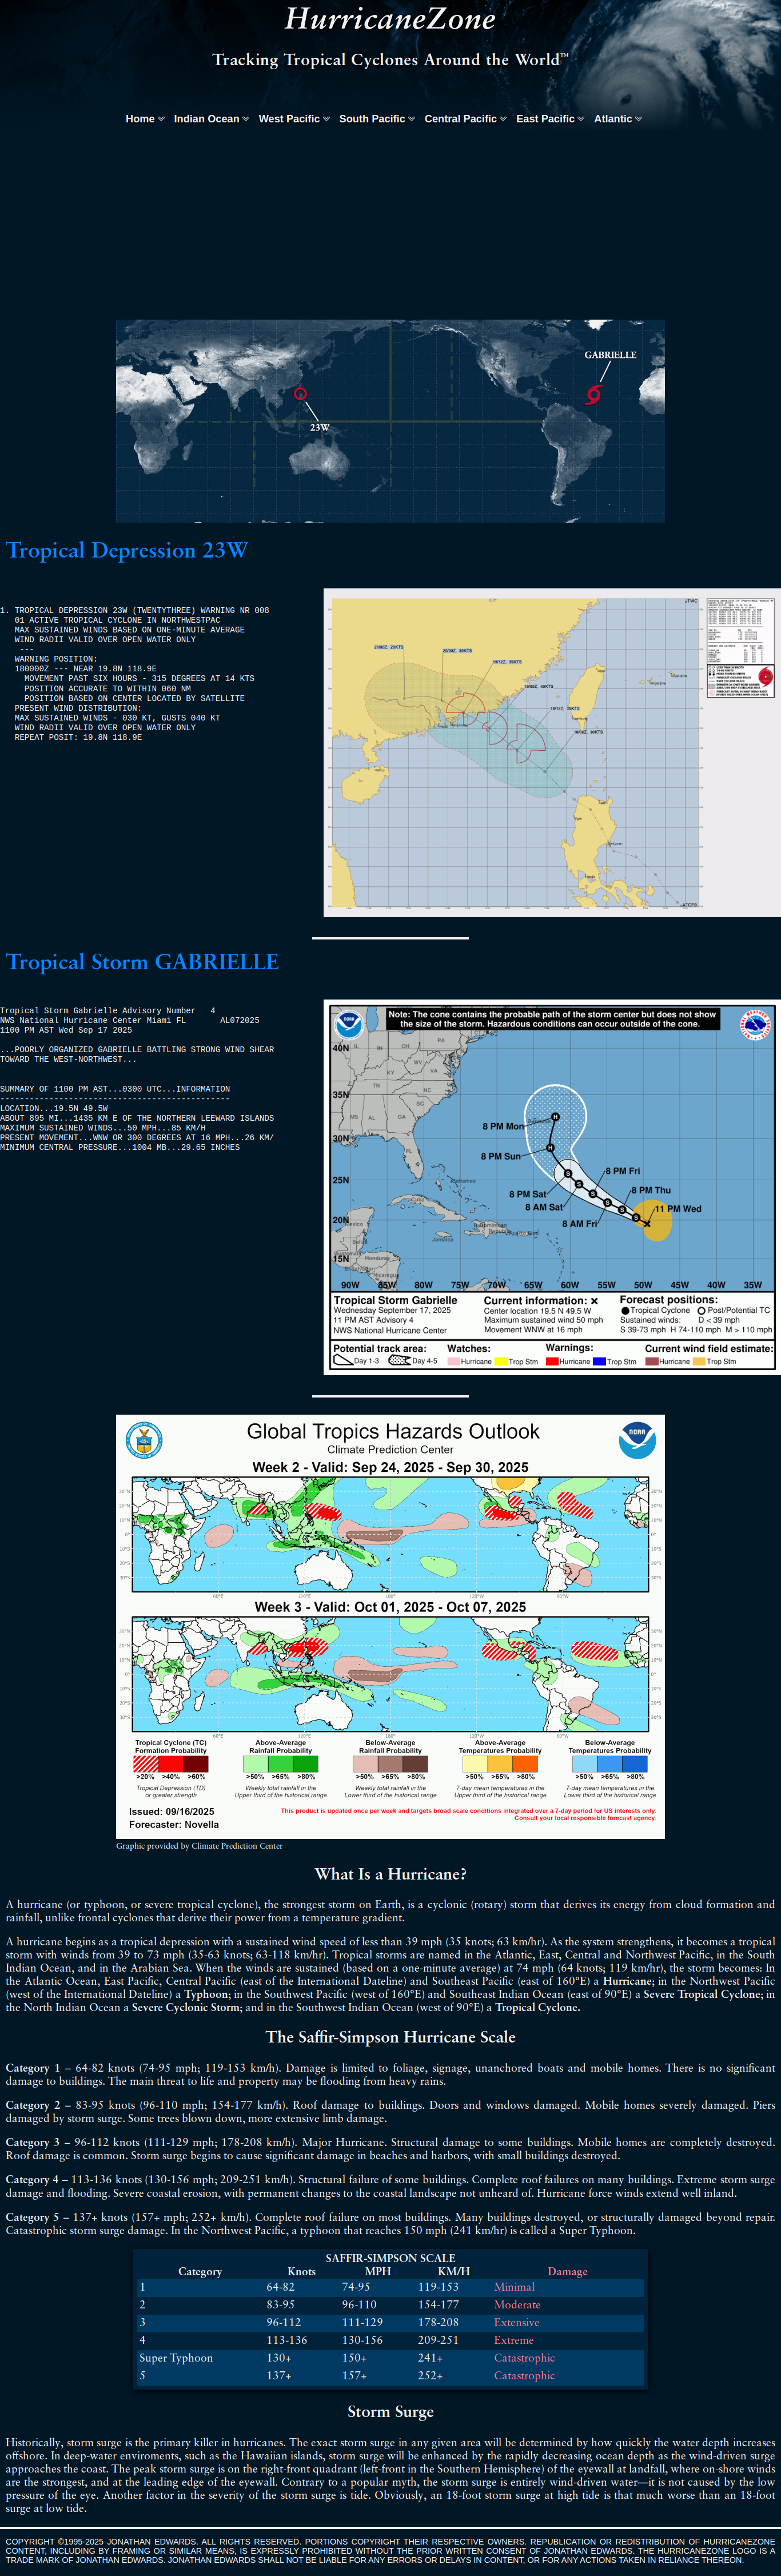 HurricaneZone
Tracking Tropical Cyclones Around the World™
Home Indian Ocean West Pacific South Pacific Central Pacific East Pacific Atlantic
GABRIELLE
23W
Tropical Depression 23W
1. TROPICAL DEPRESSION 23W (TWENTYTHREE) WARNING NR 008
01 ACTIVE TROPICAL CYCLONE IN NORTHWESTPAC
MAX SUSTAINED WINDS BASED ON ONE-MINUTE AVERAGE
WIND RADII VALID OVER OPEN WATER ONLY
---
WARNING POSITION:
180000Z --- NEAR 19.8N 118.9E
MOVEMENT PAST SIX HOURS - 315 DEGREES AT 14 KTS
POSITION ACCURATE TO WITHIN 060 NM
POSITION BASED ON CENTER LOCATED BY SATELLITE
PRESENT WIND DISTRIBUTION:
MAX SUSTAINED WINDS - 030 KT, GUSTS 040 KT
WIND RADII VALID OVER OPEN WATER ONLY
REPEAT POSIT: 19.8N 118.9E
JTWC
ATCF®
Tropical Storm GABRIELLE
Tropical Storm Gabrielle Advisory Number 4
NWS National Hurricane Center Miami FL AL072025
1100 PM AST Wed Sep 17 2025
...POORLY ORGANIZED GABRIELLE BATTLING STRONG WIND SHEAR
TOWARD THE WEST-NORTHWEST...
SUMMARY OF 1100 PM AST...0300 UTC...INFORMATION
-----------------------------------------------
LOCATION...19.5N 49.5W
ABOUT 895 MI...1435 KM E OF THE NORTHERN LEEWARD ISLANDS
MAXIMUM SUSTAINED WINDS...50 MPH...85 KM/H
PRESENT MOVEMENT...WNW OR 300 DEGREES AT 16 MPH...26 KM/
MINIMUM CENTRAL PRESSURE...1004 MB...29.65 INCHES
Note: The cone contains the probable path of the storm center but does not show
the size of the storm. Hazardous conditions can occur outside of the cone.
NOAA
40N
35N
30N
25N
20N
15N
8 PM Mon
8 PM Sun
8 PM Sat
8 AM Sat
8 PM Fri
8 AM Fri
8 PM Thu
11 PM Wed
90W 85W 80W 75W 70W 65W 60W 55W 50W 45W 40W 35W
Tropical Storm Gabrielle
Wednesday September 17, 2025
11 PM AST Advisory 4
NWS National Hurricane Center
Current information: x
Center location 19.5 N 49.5 W
Maximum sustained wind 50 mph
Movement WNW at 16 mph
Forecast positions:
Tropical Cyclone Post/Potential TC
Sustained winds: D < 39 mph
S 39-73 mph H 74-110 mph M > 110 mph
Potential track area:
Day 1-3 Day 4-5
Watches:
Hurricane Trop Stm
Warnings:
Hurricane Trop Stm
Current wind field estimate:
Hurricane Trop Stm
Global Tropics Hazards Outlook
Climate Prediction Center
NOAA
Week 2 - Valid: Sep 24, 2025 - Sep 30, 2025
Week 3 - Valid: Oct 01, 2025 - Oct 07, 2025
Tropical Cyclone (TC)
Formation Probability
>20% >40% >60%
Tropical Depression (TD)
or greater strength
Above-Average
Rainfall Probability
>50% >65% >80%
Weekly total rainfall in the
Upper third of the historical range
Below-Average
Rainfall Probability
>50% >65% >80%
Weekly total rainfall in the
Lower third of the historical range
Above-Average
Temperatures Probability
>50% >65% >80%
7-day mean temperatures in the
Upper third of the historical range
Below-Average
Temperatures Probability
>50% >65% >80%
7-day mean temperatures in the
Lower third of the historical range
Issued: 09/16/2025
Forecaster: Novella
This product is updated once per week and targets broad scale conditions integrated over a 7-day period for US interests only.
Consult your local responsible forecast agency.
Graphic provided by Climate Prediction Center
What Is a Hurricane?
A hurricane (or typhoon, or severe tropical cyclone), the strongest storm on Earth, is a cyclonic (rotary) storm that derives its energy from cloud formation and
rainfall, unlike frontal cyclones that derive their power from a temperature gradient.
A hurricane begins as a tropical depression with a sustained wind speed of less than 39 mph (35 knots; 63 km/hr). As the system strengthens, it becomes a tropical
storm with winds from 39 to 73 mph (35-63 knots; 63-118 km/hr). Tropical storms are named in the Atlantic, East, Central and Northwest Pacific, in the South
Indian Ocean, and in the Arabian Sea. When the winds are sustained (based on a one-minute average) at 74 mph (64 knots; 119 km/hr), the storm becomes: In
the Atlantic Ocean, East Pacific, Central Pacific (east of the International Dateline) and Southeast Pacific (east of 160°E) a Hurricane; in the Northwest Pacific
(west of the International Dateline) a Typhoon; in the Southwest Pacific (west of 160°E) and Southeast Indian Ocean (east of 90°E) a Severe Tropical Cyclone; in
the North Indian Ocean a Severe Cyclonic Storm; and in the Southwest Indian Ocean (west of 90°E) a Tropical Cyclone.
The Saffir-Simpson Hurricane Scale
Category 1 – 64-82 knots (74-95 mph; 119-153 km/h). Damage is limited to foliage, signage, unanchored boats and mobile homes. There is no significant
damage to buildings. The main threat to life and property may be flooding from heavy rains.
Category 2 – 83-95 knots (96-110 mph; 154-177 km/h). Roof damage to buildings. Doors and windows damaged. Mobile homes severely damaged. Piers
damaged by storm surge. Some trees blown down, more extensive limb damage.
Category 3 – 96-112 knots (111-129 mph; 178-208 km/h). Major Hurricane. Structural damage to some buildings. Mobile homes are completely destroyed.
Roof damage is common. Storm surge begins to cause significant damage in beaches and harbors, with small buildings destroyed.
Category 4 – 113-136 knots (130-156 mph; 209-251 km/h). Structural failure of some buildings. Complete roof failures on many buildings. Extreme storm surge
damage and flooding. Severe coastal erosion, with permanent changes to the coastal landscape not unheard of. Hurricane force winds extend well inland.
Category 5 – 137+ knots (157+ mph; 252+ km/h). Complete roof failure on most buildings. Many buildings destroyed, or structurally damaged beyond repair.
Catastrophic storm surge damage. In the Northwest Pacific, a typhoon that reaches 150 mph (241 km/hr) is called a Super Typhoon.
SAFFIR-SIMPSON SCALE
Category Knots MPH KM/H Damage
1 64-82 74-95 119-153 Minimal
2 83-95 96-110 154-177 Moderate
3 96-112 111-129 178-208 Extensive
4 113-136 130-156 209-251 Extreme
Super Typhoon 130+ 150+ 241+ Catastrophic
5 137+ 157+ 252+ Catastrophic
Storm Surge
Historically, storm surge is the primary killer in hurricanes. The exact storm surge in any given area will be determined by how quickly the water depth increases
offshore. In deep-water enviroments, such as the Hawaiian islands, storm surge will be enhanced by the rapidly decreasing ocean depth as the wind-driven surge
approaches the coast. The peak storm surge is on the right-front quadrant (left-front in the Southern Hemisphere) of the eyewall at landfall, where on-shore winds
are the strongest, and at the leading edge of the eyewall. Contrary to a popular myth, the storm surge is entirely wind-driven water—it is not caused by the low
pressure of the eye. Another factor in the severity of the storm surge is tide. Obviously, an 18-foot storm surge at high tide is that much worse than an 18-foot
surge at low tide.
COPYRIGHT ©1995-2025 JONATHAN EDWARDS. ALL RIGHTS RESERVED. PORTIONS COPYRIGHT THEIR RESPECTIVE OWNERS. REPUBLICATION OR REDISTRIBUTION OF HURRICANEZONE
CONTENT, INCLUDING BY FRAMING OR SIMILAR MEANS, IS EXPRESSLY PROHIBITED WITHOUT THE PRIOR WRITTEN CONSENT OF JONATHAN EDWARDS. THE HURRICANEZONE LOGO IS A
TRADE MARK OF JONATHAN EDWARDS. JONATHAN EDWARDS SHALL NOT BE LIABLE FOR ANY ERRORS OR DELAYS IN CONTENT, OR FOR ANY ACTIONS TAKEN IN RELIANCE THEREON.